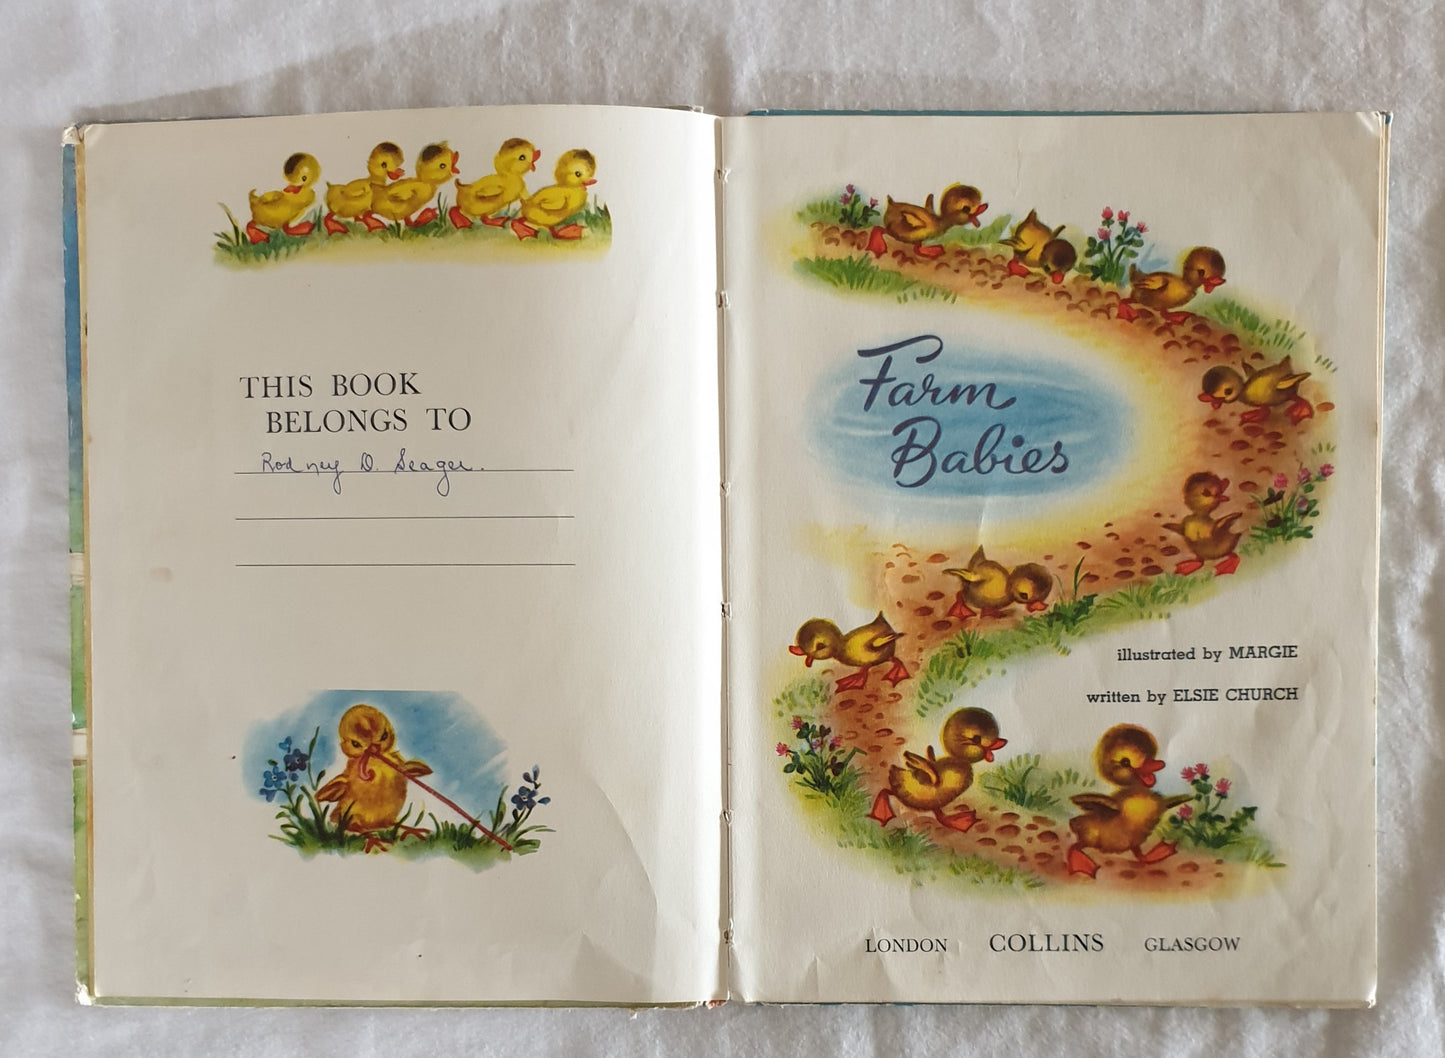 THIS BOOK
BELONGS TO
Rodney D. Seager.
Farm
Babies
illustrated by MARGIE
written by ELSIE CHURCH
LONDON COLLINS GLASGOW